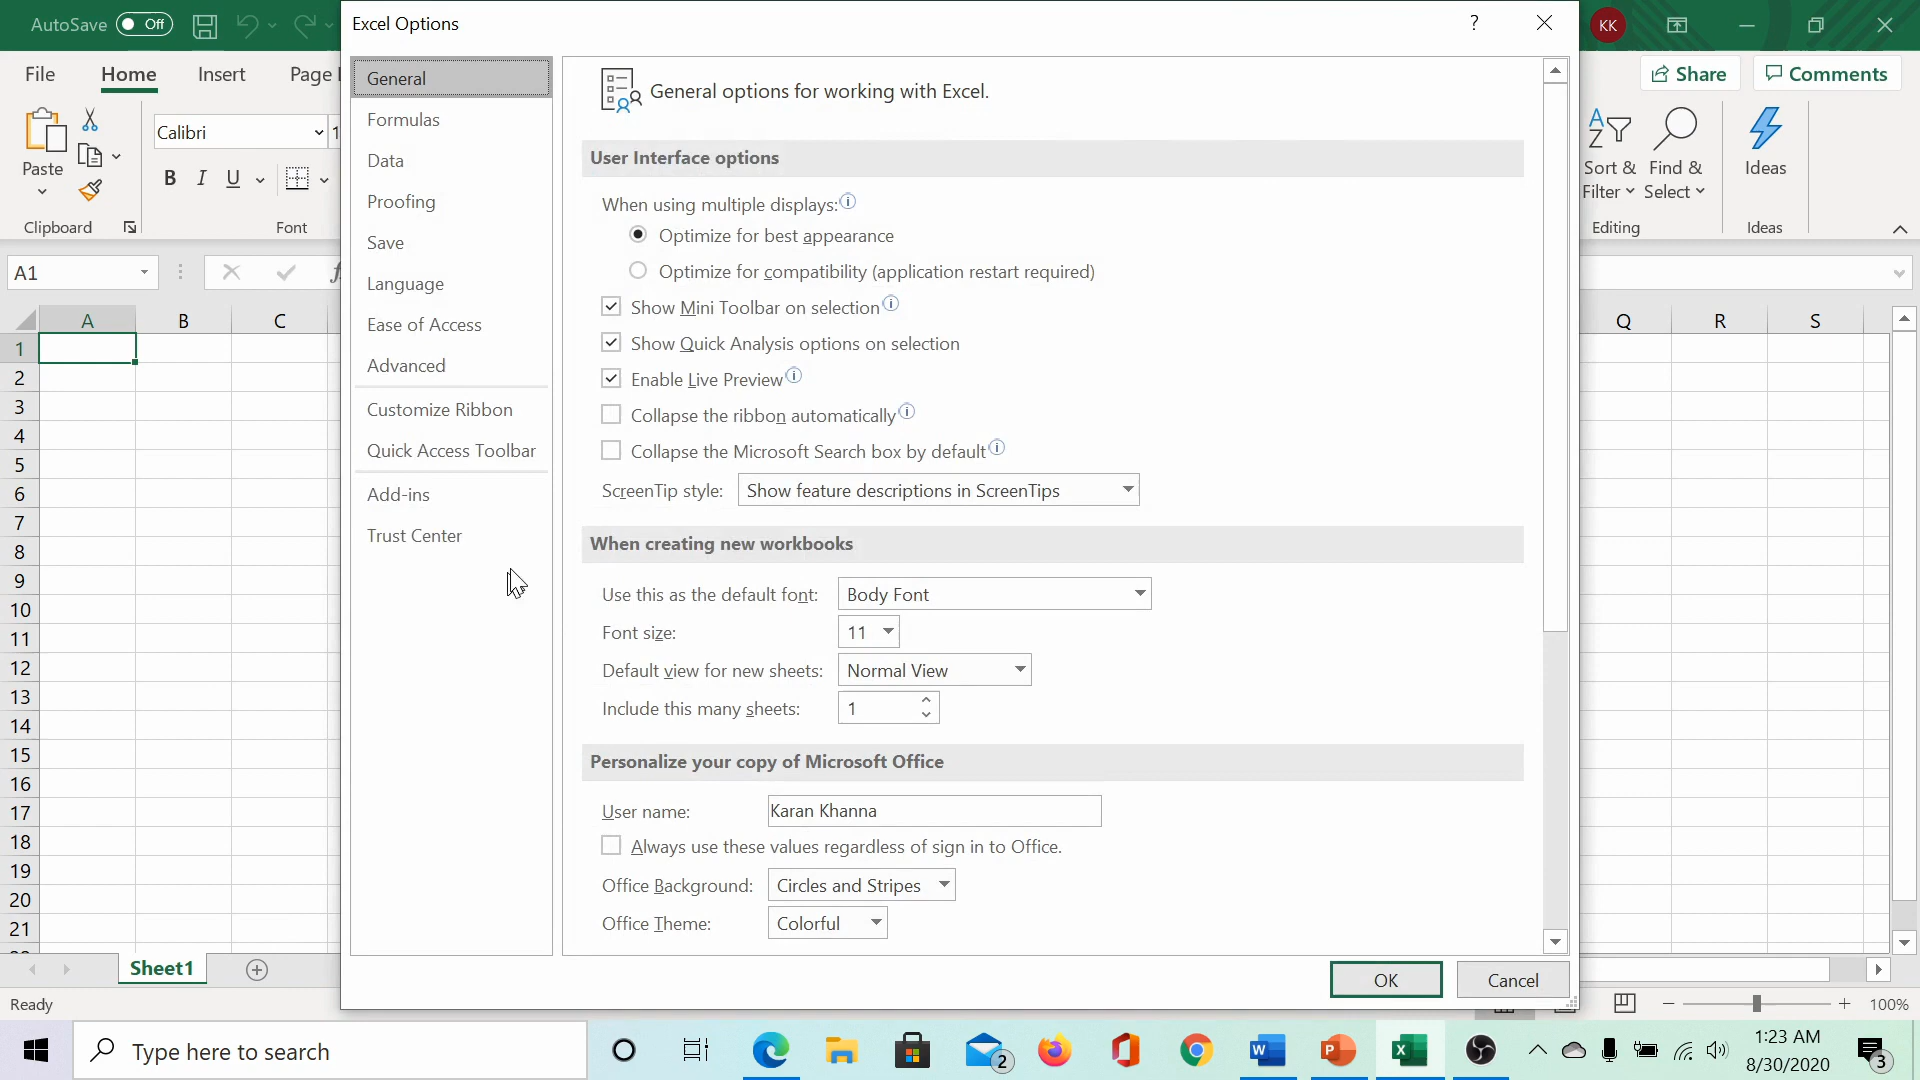 AutoSave Off
Excel Options
? 
KK
File Home Insert Page
Share Comments
General
Formulas
Data
Proofing
Save
Language
Ease of Access
Advanced
Customize Ribbon
Quick Access Toolbar
Add-ins
Trust Center
General options for working with Excel.
User Interface options
When using multiple displays:
Optimize for best appearance
Optimize for compatibility (application restart required)
Show Mini Toolbar on selection
Show Quick Analysis options on selection
Enable Live Preview
Collapse the ribbon automatically
Collapse the Microsoft Search box by default
ScreenTip style: Show feature descriptions in ScreenTips
When creating new workbooks
Use this as the default font: Body Font
Font size: 11
Default view for new sheets: Normal View
Include this many sheets: 1
Personalize your copy of Microsoft Office
User name: Karan Khanna
Always use these values regardless of sign in to Office.
Office Background: Circles and Stripes
Office Theme: Colorful
OK Cancel
Paste
Clipboard
Calibri 1
B I U
Font
Sort & Filter
Find & Select
Editing
Ideas
Ideas
A1
A B C Q R S
1
2
3
4
5
6
7
8
9
10
11
12
13
14
15
16
17
18
19
20
21
Sheet1
Ready
100%
Type here to search
2
1:23 AM
8/30/2020
3